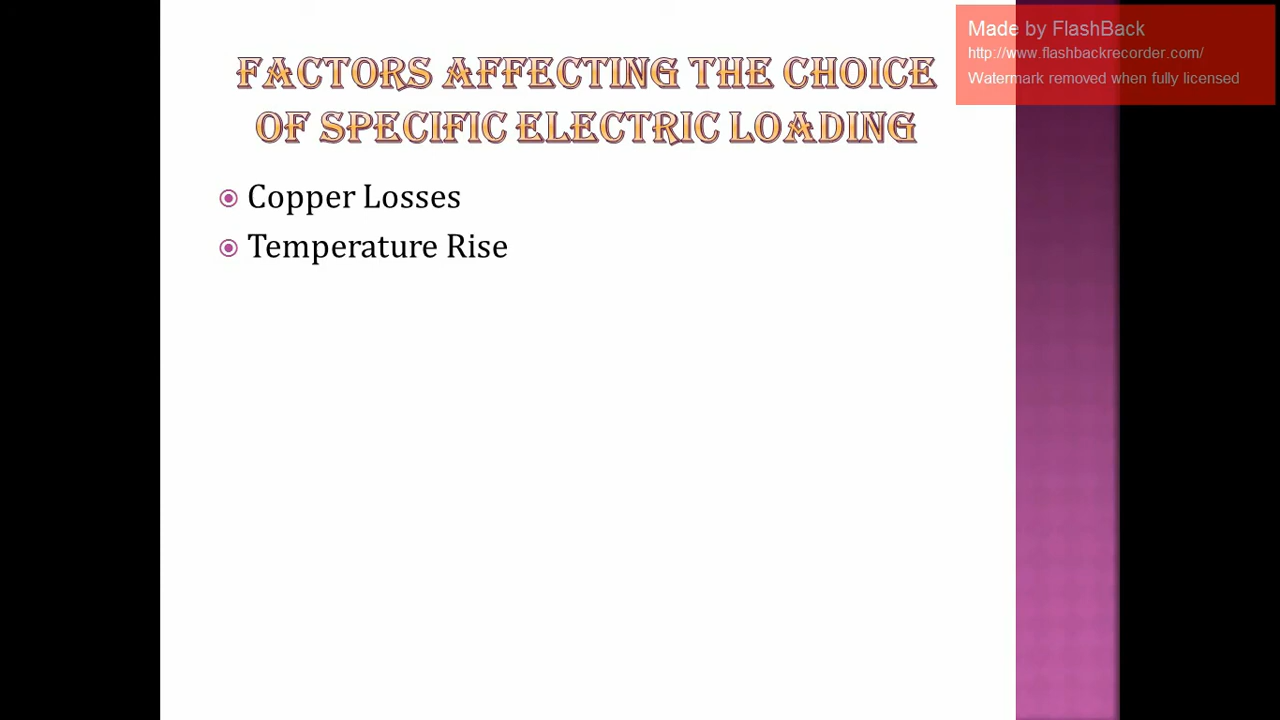 FACTORS AFFECTING THE CHOICE
OF SPECIFIC ELECTRIC LOADING
Copper Losses
Temperature Rise
Made by FlashBack
http://www.flashbackrecorder.com/
Watermark removed when fully licensed